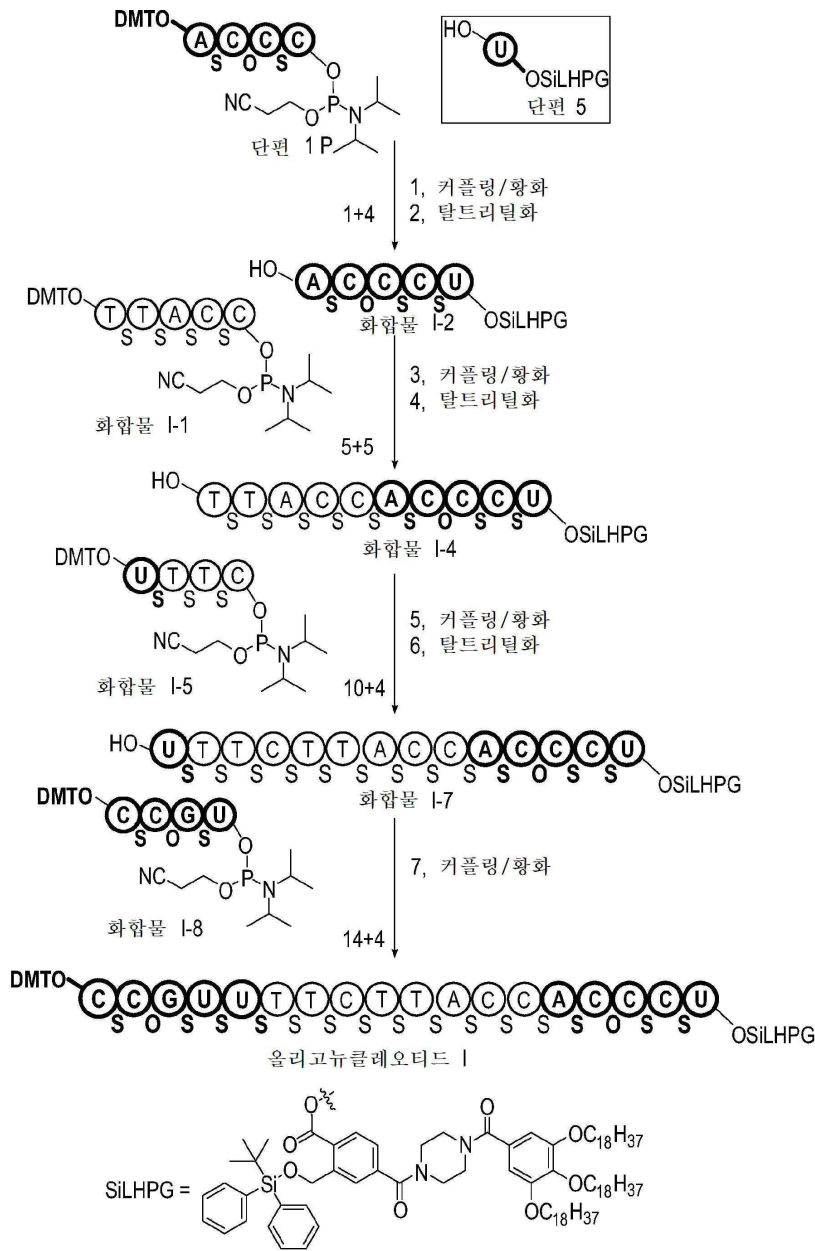 DMTO
A C C C
S O S
HO
U
OSiLHPG
단편 5
O
P
NC
O
N
단편 1 P
1+4
1, 커플링/황화
2, 탈트리틸화
HO
A C C C U
S O S S
OSiLHPG
화합물 I-2
DMTO
T T A C C
S S S S
O
P
NC
O
N
화합물 I-1
3, 커플링/황화
4, 탈트리틸화
5+5
HO
T T A C C A C C C U
S S S S S S O S S
OSiLHPG
화합물 I-4
DMTO
U T T C
S S S
O
P
NC
O
N
화합물 I-5
5, 커플링/황화
6, 탈트리틸화
10+4
HO
U T T C T T A C C A C C C U
S S S S S S S S S S O S S
OSiLHPG
화합물 I-7
DMTO
C C G U
S O S
O
P
NC
O
N
화합물 I-8
7, 커플링/황화
14+4
DMTO
C C G U U T T C T T A C C A C C C U
S O S S S S S S S S S S S S O S S
OSiLHPG
올리고뉴클레오티드 I
SiLHPG =
O
O
O
Si
O
N
N
O
OC18H37
OC18H37
OC18H37